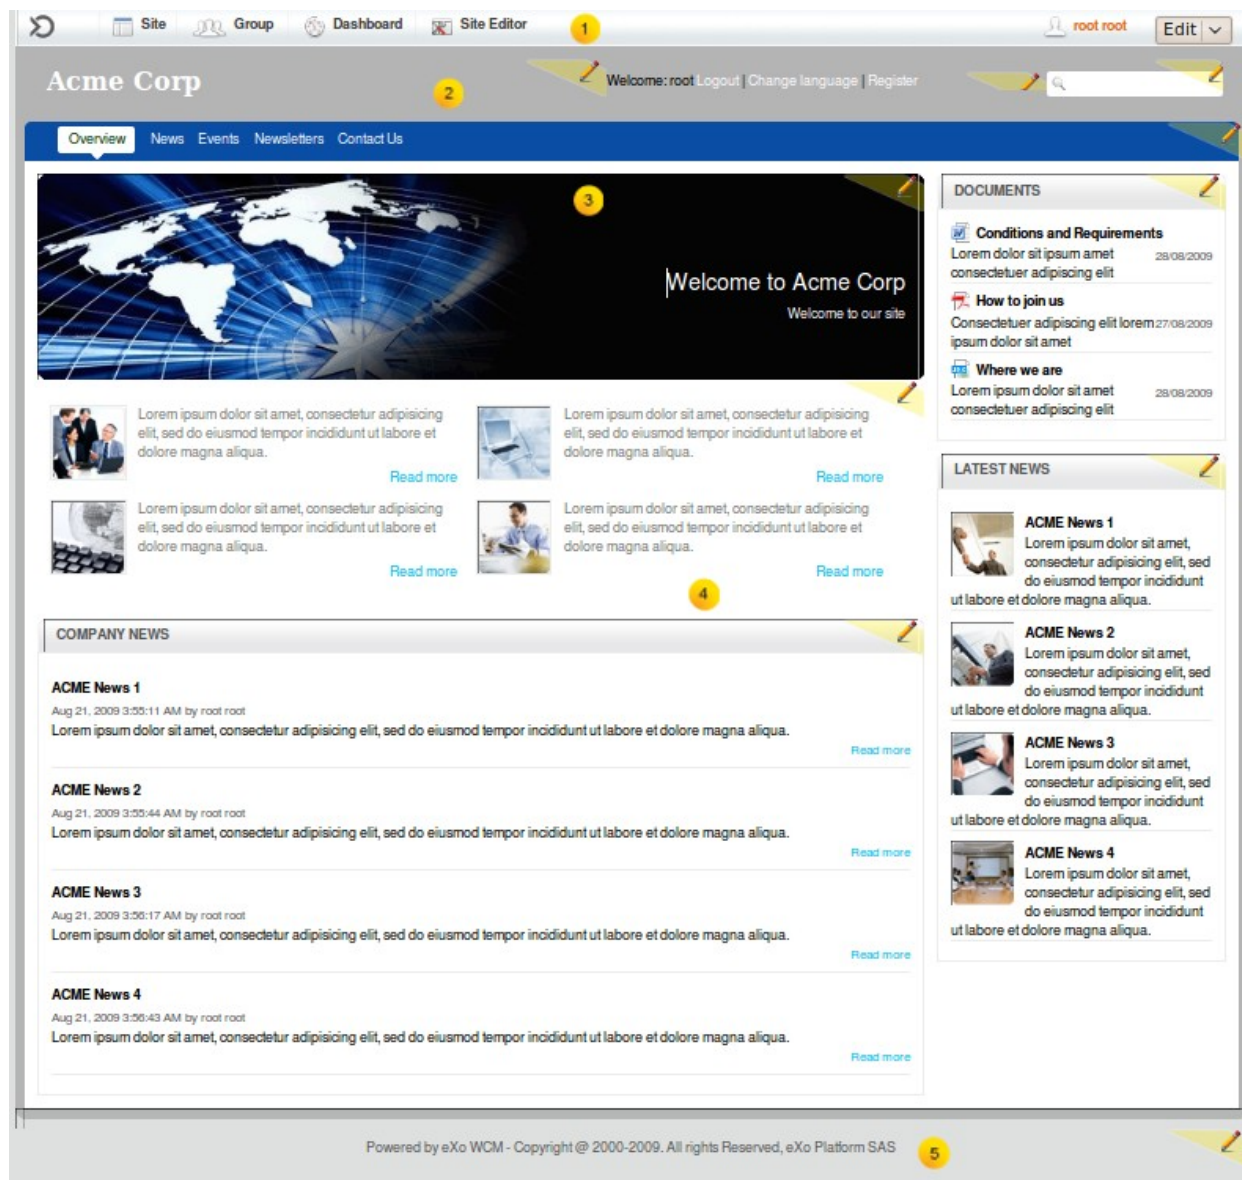 Site Group Dashboard Site Editor 1 root root Edit
Acme Corp 2 Welcome: root Logout | Change language | Register
Overview News Events Newsletters Contact Us
3
Welcome to Acme Corp
Welcome to our site
Lorem ipsum dolor sit amet, consectetur adipisicing
elit, sed do eiusmod tempor incididunt ut labore et
dolore magna aliqua.
Read more
Lorem ipsum dolor sit amet, consectetur adipisicing
elit, sed do eiusmod tempor incididunt ut labore et
dolore magna aliqua.
Read more
Lorem ipsum dolor sit amet, consectetur adipisicing
elit, sed do eiusmod tempor incididunt ut labore et
dolore magna aliqua.
Read more
Lorem ipsum dolor sit amet, consectetur adipisicing
elit, sed do eiusmod tempor incididunt ut labore et
dolore magna aliqua.
Read more
4
COMPANY NEWS
ACME News 1
Aug 21, 2009 3:55:11 AM by root root
Lorem ipsum dolor sit amet, consectetur adipisicing elit, sed do eiusmod tempor incididunt ut labore et dolore magna aliqua.
Read more
ACME News 2
Aug 21, 2009 3:55:44 AM by root root
Lorem ipsum dolor sit amet, consectetur adipisicing elit, sed do eiusmod tempor incididunt ut labore et dolore magna aliqua.
Read more
ACME News 3
Aug 21, 2009 3:56:17 AM by root root
Lorem ipsum dolor sit amet, consectetur adipisicing elit, sed do eiusmod tempor incididunt ut labore et dolore magna aliqua.
Read more
ACME News 4
Aug 21, 2009 3:56:43 AM by root root
Lorem ipsum dolor sit amet, consectetur adipisicing elit, sed do eiusmod tempor incididunt ut labore et dolore magna aliqua.
Read more
DOCUMENTS
Conditions and Requirements
Lorem dolor sit ipsum amet 28/08/2009
consectetuer adipiscing elit
How to join us
Consectetuer adipiscing elit lorem 27/08/2009
ipsum dolor sit amet
Where we are
Lorem ipsum dolor sit amet 28/08/2009
consectetuer adipiscing elit
LATEST NEWS
ACME News 1
Lorem ipsum dolor sit amet,
consectetur adipisicing elit, sed
do eiusmod tempor incididunt
ut labore et dolore magna aliqua.
ACME News 2
Lorem ipsum dolor sit amet,
consectetur adipisicing elit, sed
do eiusmod tempor incididunt
ut labore et dolore magna aliqua.
ACME News 3
Lorem ipsum dolor sit amet,
consectetur adipisicing elit, sed
do eiusmod tempor incididunt
ut labore et dolore magna aliqua.
ACME News 4
Lorem ipsum dolor sit amet,
consectetur adipisicing elit, sed
do eiusmod tempor incididunt
ut labore et dolore magna aliqua.
Powered by eXo WCM - Copyright @ 2000-2009. All rights Reserved, eXo Platform SAS 5